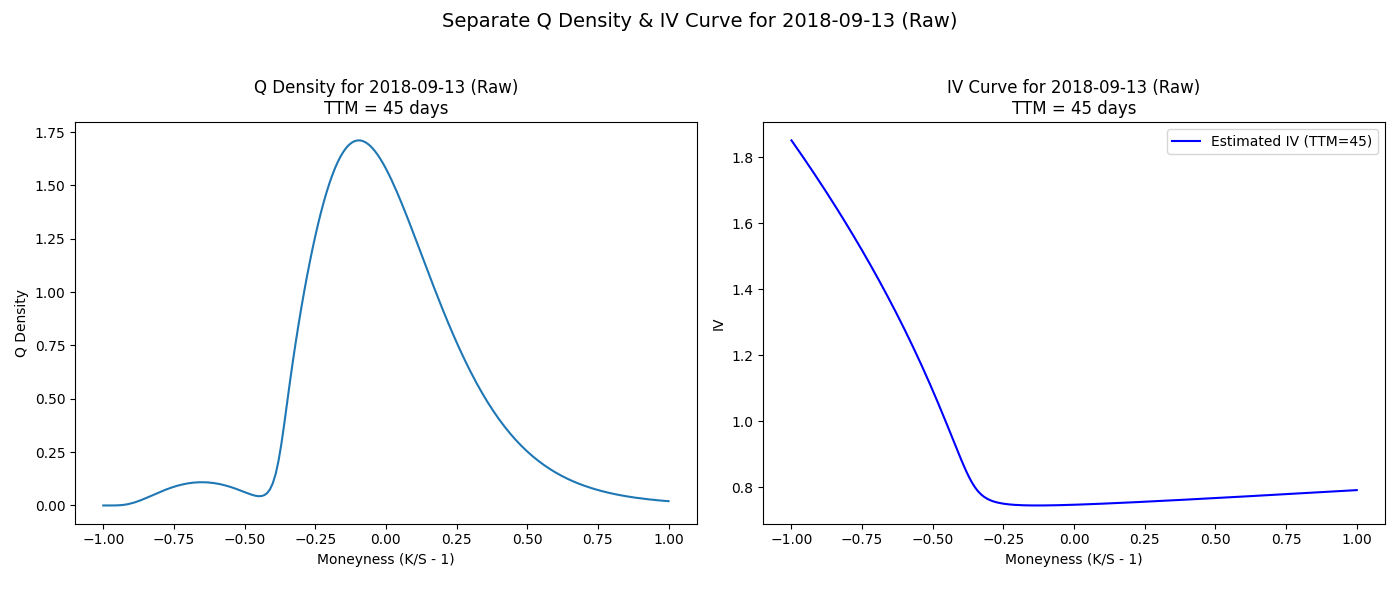 Separate Q Density & IV Curve for 2018-09-13 (Raw)
Q Density for 2018-09-13 (Raw)
TTM = 45 days
1.75
1.50
1.25
1.00
0.75
0.50
0.25
0.00
Q Density
−1.00 −0.75 −0.50 −0.25 0.00 0.25 0.50 0.75 1.00
Moneyness (K/S - 1)
IV Curve for 2018-09-13 (Raw)
TTM = 45 days
Estimated IV (TTM=45)
1.8
1.6
1.4
1.2
1.0
0.8
IV
−1.00 −0.75 −0.50 −0.25 0.00 0.25 0.50 0.75 1.00
Moneyness (K/S - 1)